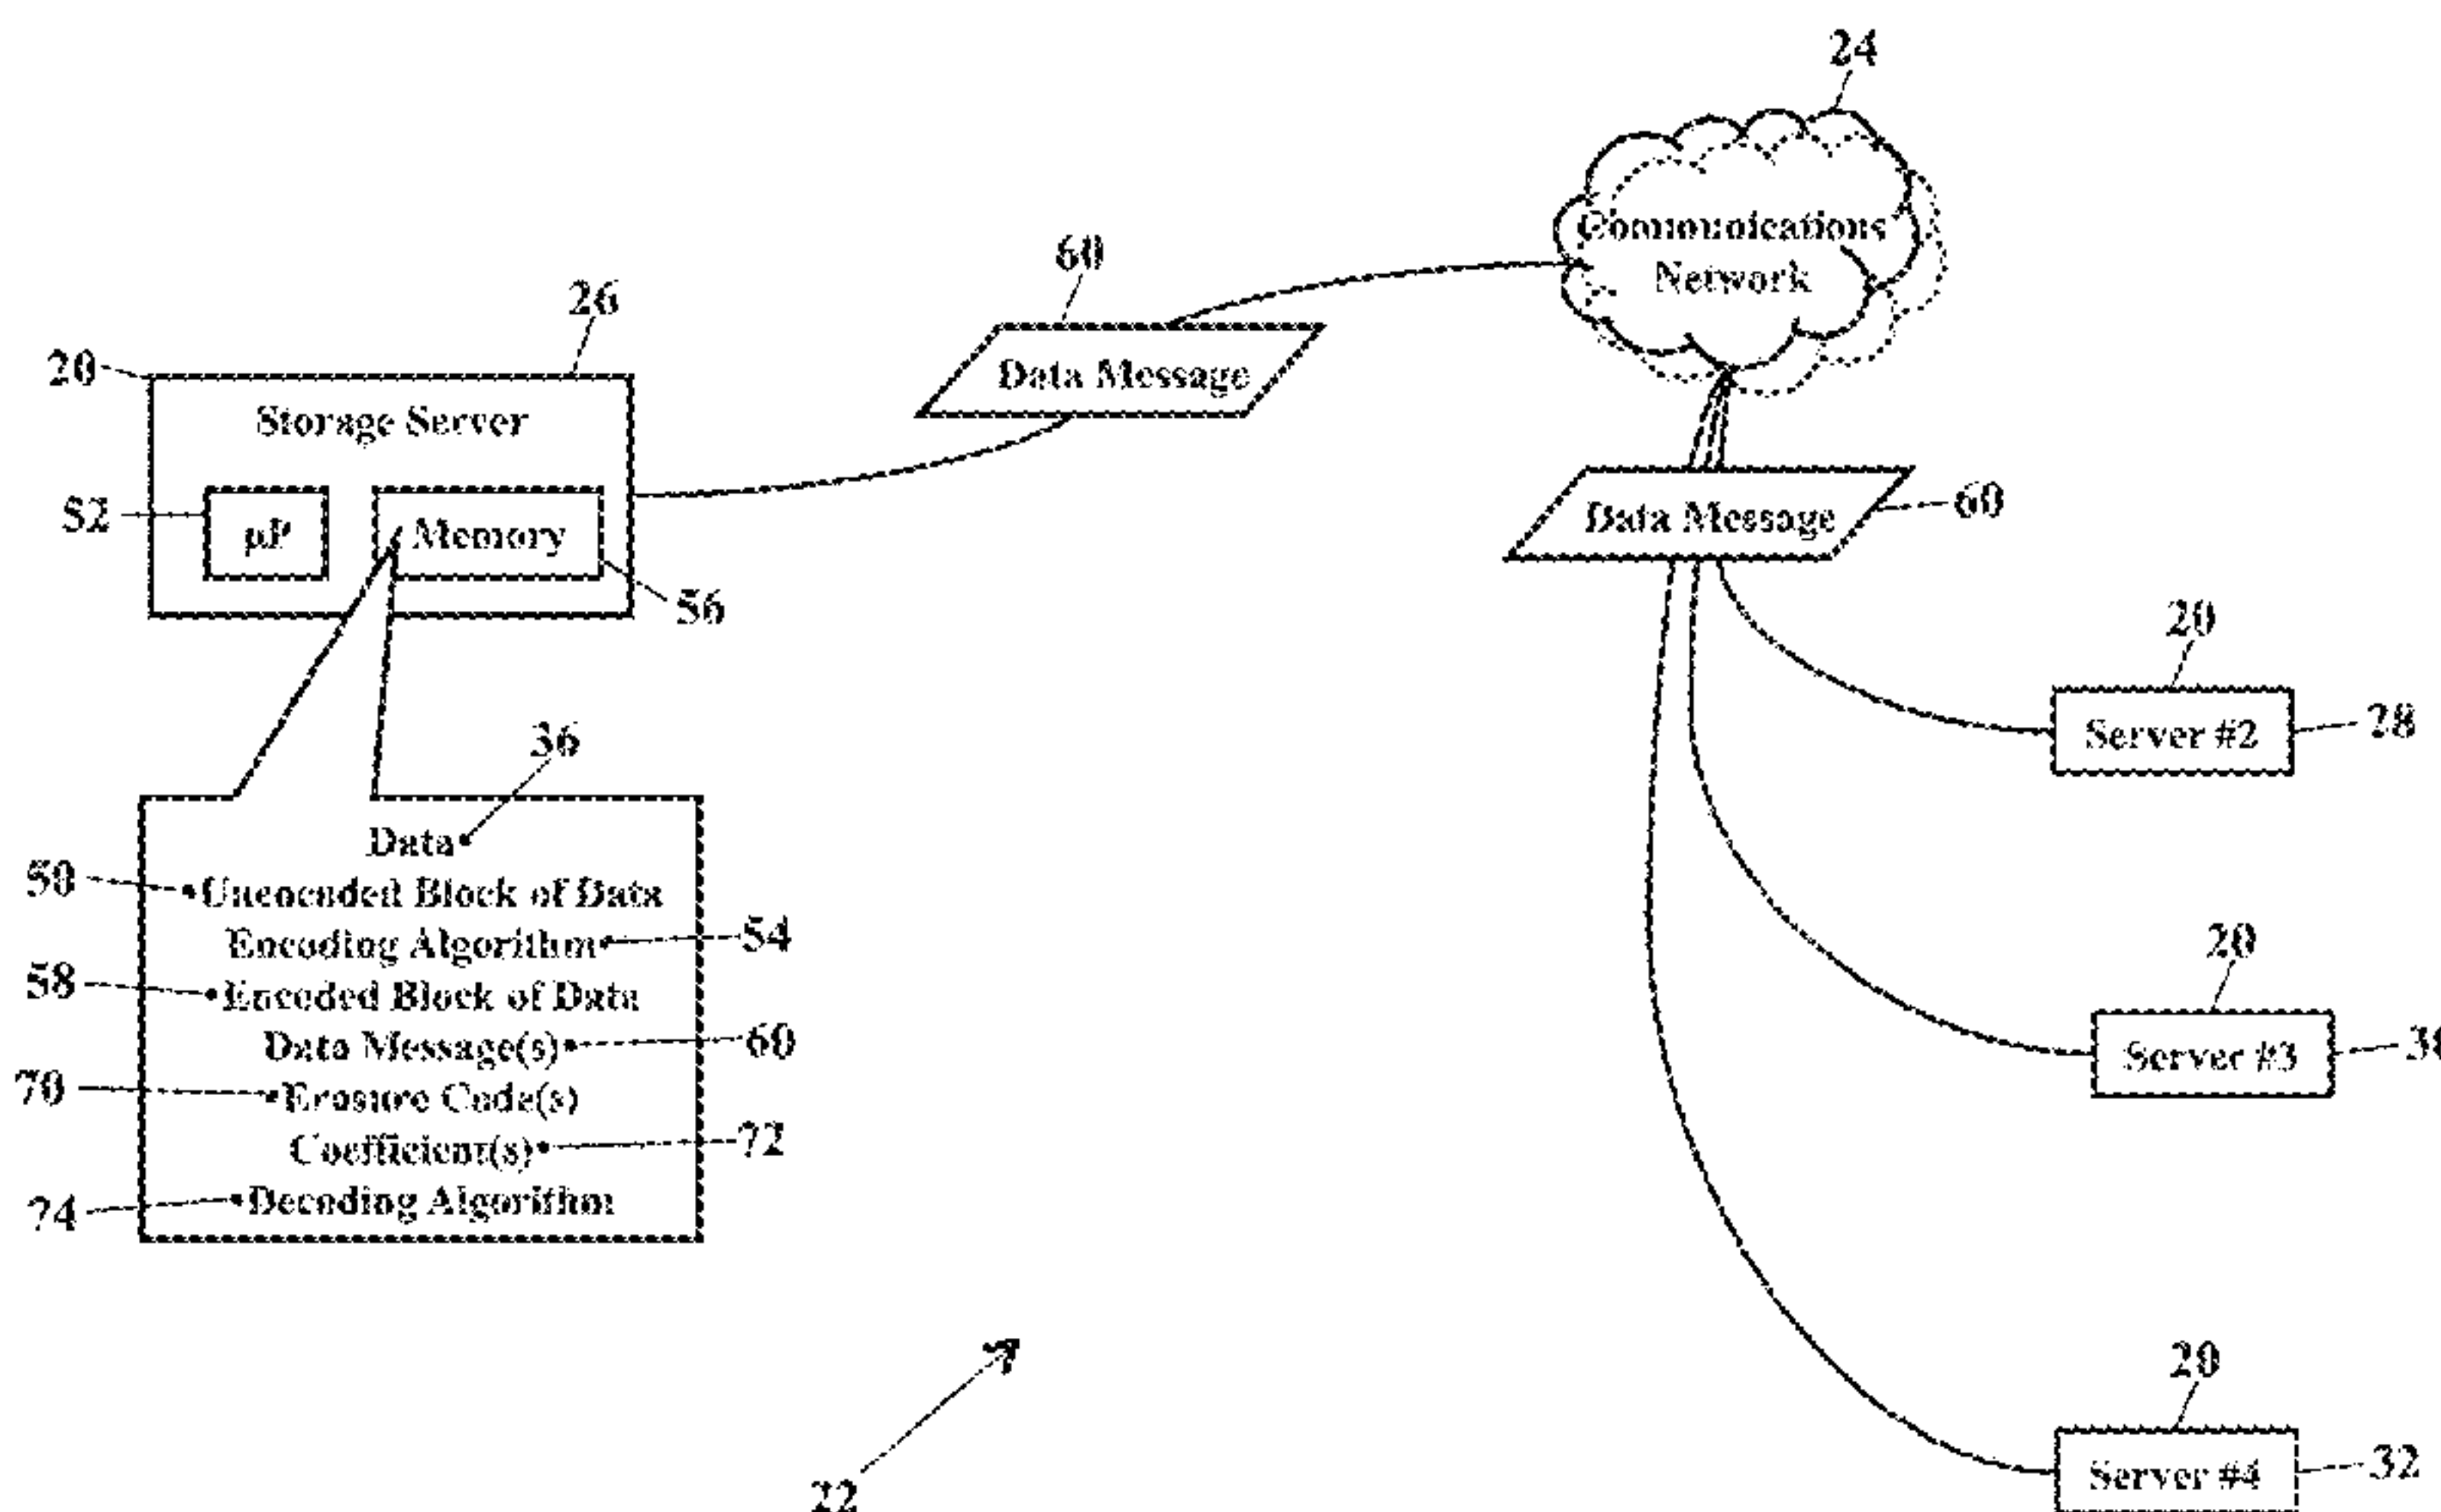 24
Communications
Network
60
26
20
Data Message
Storage Server
52
µP
Memory
56
Data Message
60
20
Server #2
28
36
Data
50
Unencoded Block of Data
Encoding Algorithm
54
58
Encoded Block of Data
Data Message(s)
60
70
Erasure Code(s)
Coefficient(s)
72
74
Decoding Algorithm
20
Server #3
30
20
Server #4
32
22